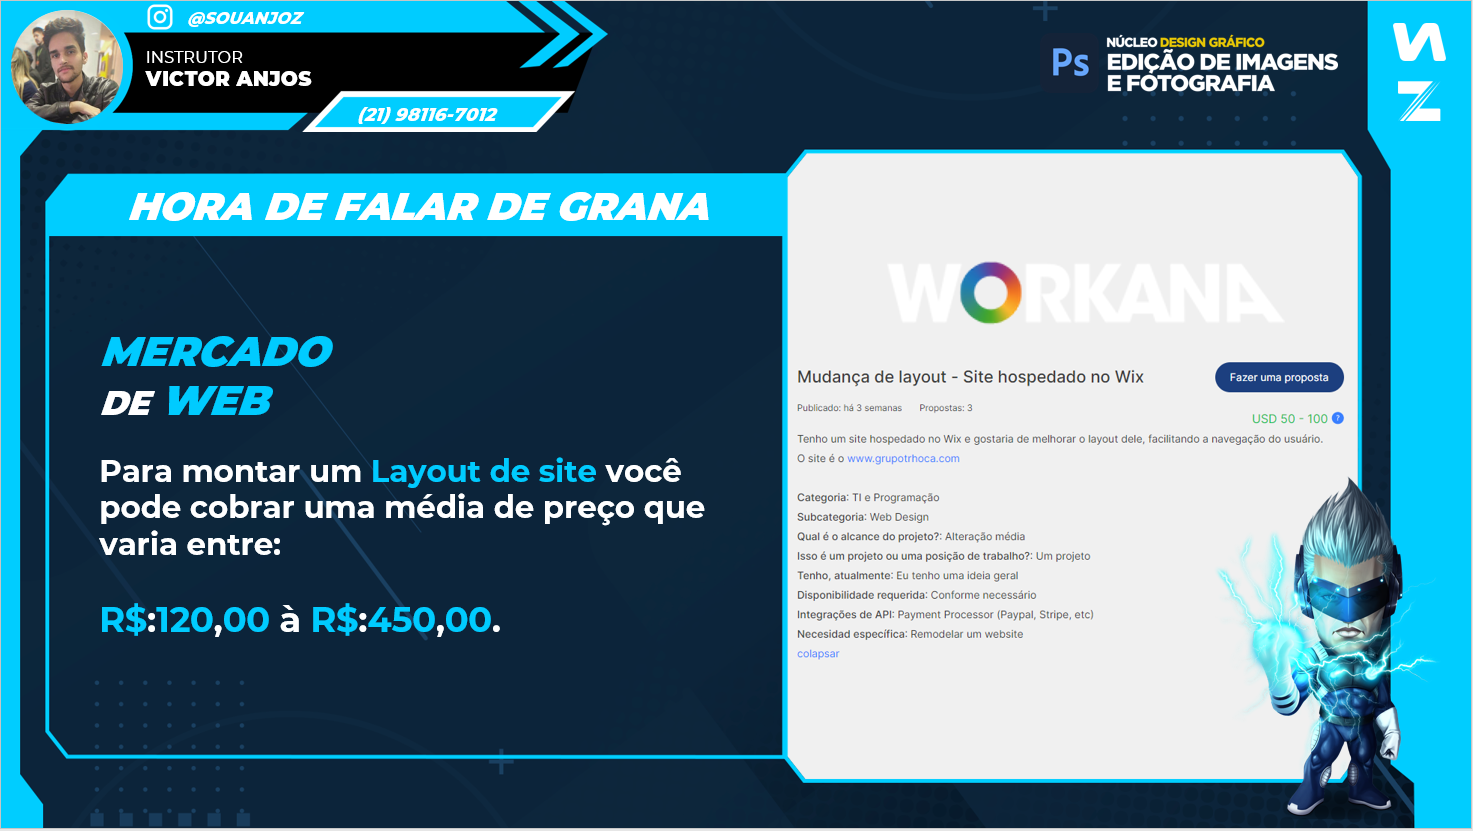 @SOUANJOZ
INSTRUTOR
VICTOR ANJOS
(21) 98116-7012
Ps
NÚCLEO DESIGN GRÁFICO
EDIÇÃO DE IMAGENS
E FOTOGRAFIA
HORA DE FALAR DE GRANA
MERCADO
DE WEB
Para montar um Layout de site você
pode cobrar uma média de preço que
varia entre:
R$:120,00 à R$:450,00.
WORKANA
Mudança de layout - Site hospedado no Wix
Fazer uma proposta
Publicado: há 3 semanas Propostas: 3
USD 50 - 100 ?
Tenho um site hospedado no Wix e gostaria de melhorar o layout dele, facilitando a navegação do usuário.
O site é o www.grupotrhoca.com
Categoria: TI e Programação
Subcategoria: Web Design
Qual é o alcance do projeto?: Alteração média
Isso é um projeto ou uma posição de trabalho?: Um projeto
Tenho, atualmente: Eu tenho uma ideia geral
Disponibilidade requerida: Conforme necessário
Integrações de API: Payment Processor (Paypal, Stripe, etc)
Necesidad específica: Remodelar um website
colapsar